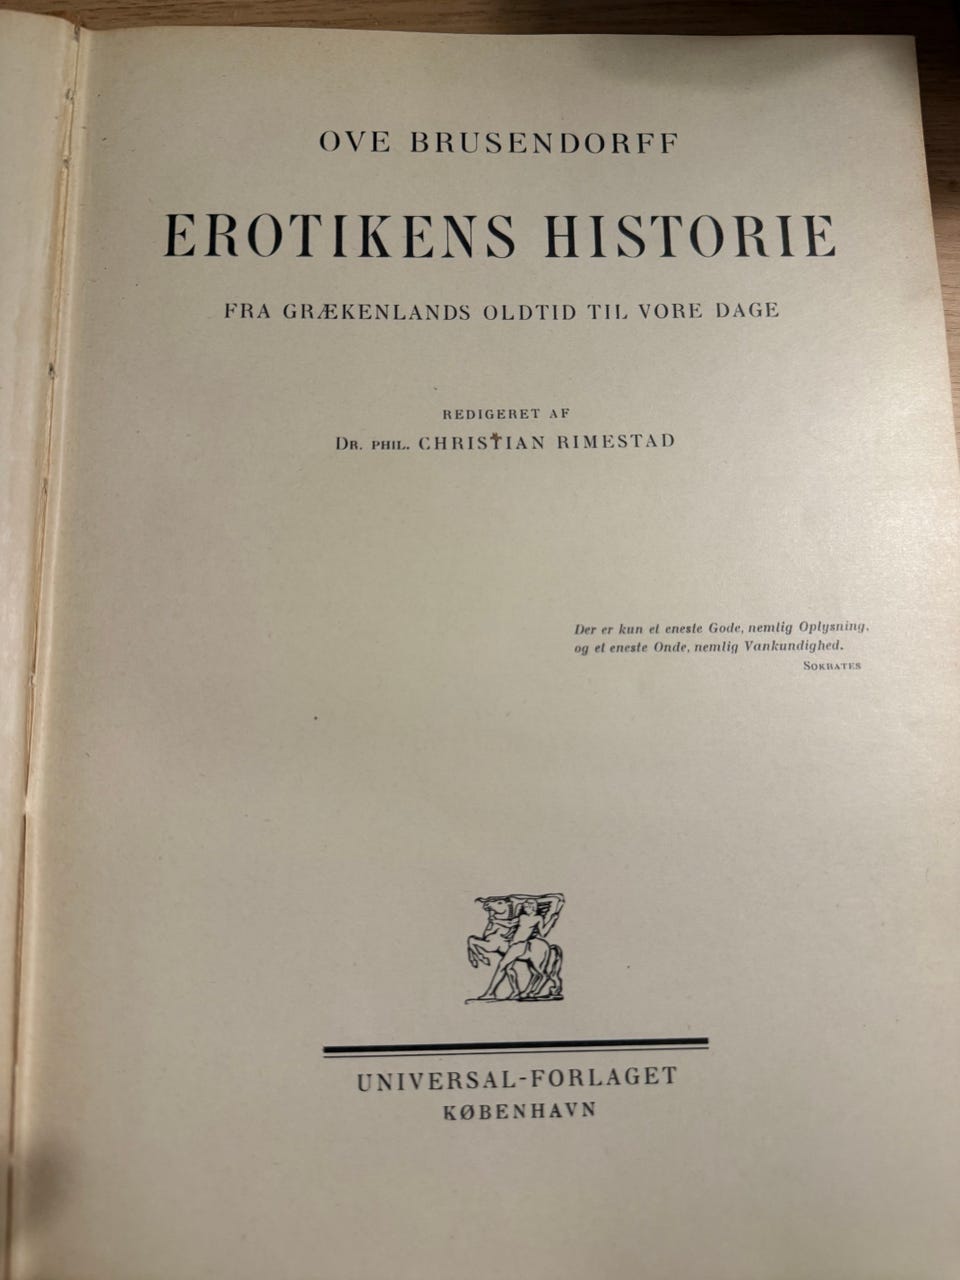 OVE BRUSENDORFF
EROTIKENS HISTORIE
FRA GRÆKENLANDS OLDTID TIL VORE DAGE
REDIGERET AF
DR. PHIL. CHRISTIAN RIMESTAD
Der er kun et eneste Gode, nemlig Oplysning,
og et eneste Onde, nemlig Vankundighed.
SOKRATES
UNIVERSAL-FORLAGET
KØBENHAVN